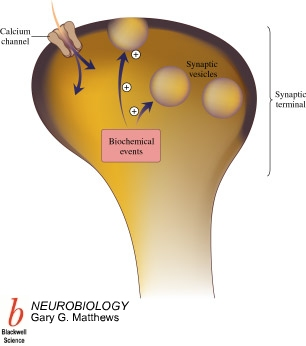 Calcium
channel
+
Synaptic
vesicles
+
+
Synaptic
terminal
Biochemical
events
b
Blackwell
Science
NEUROBIOLOGY
Gary G. Matthews